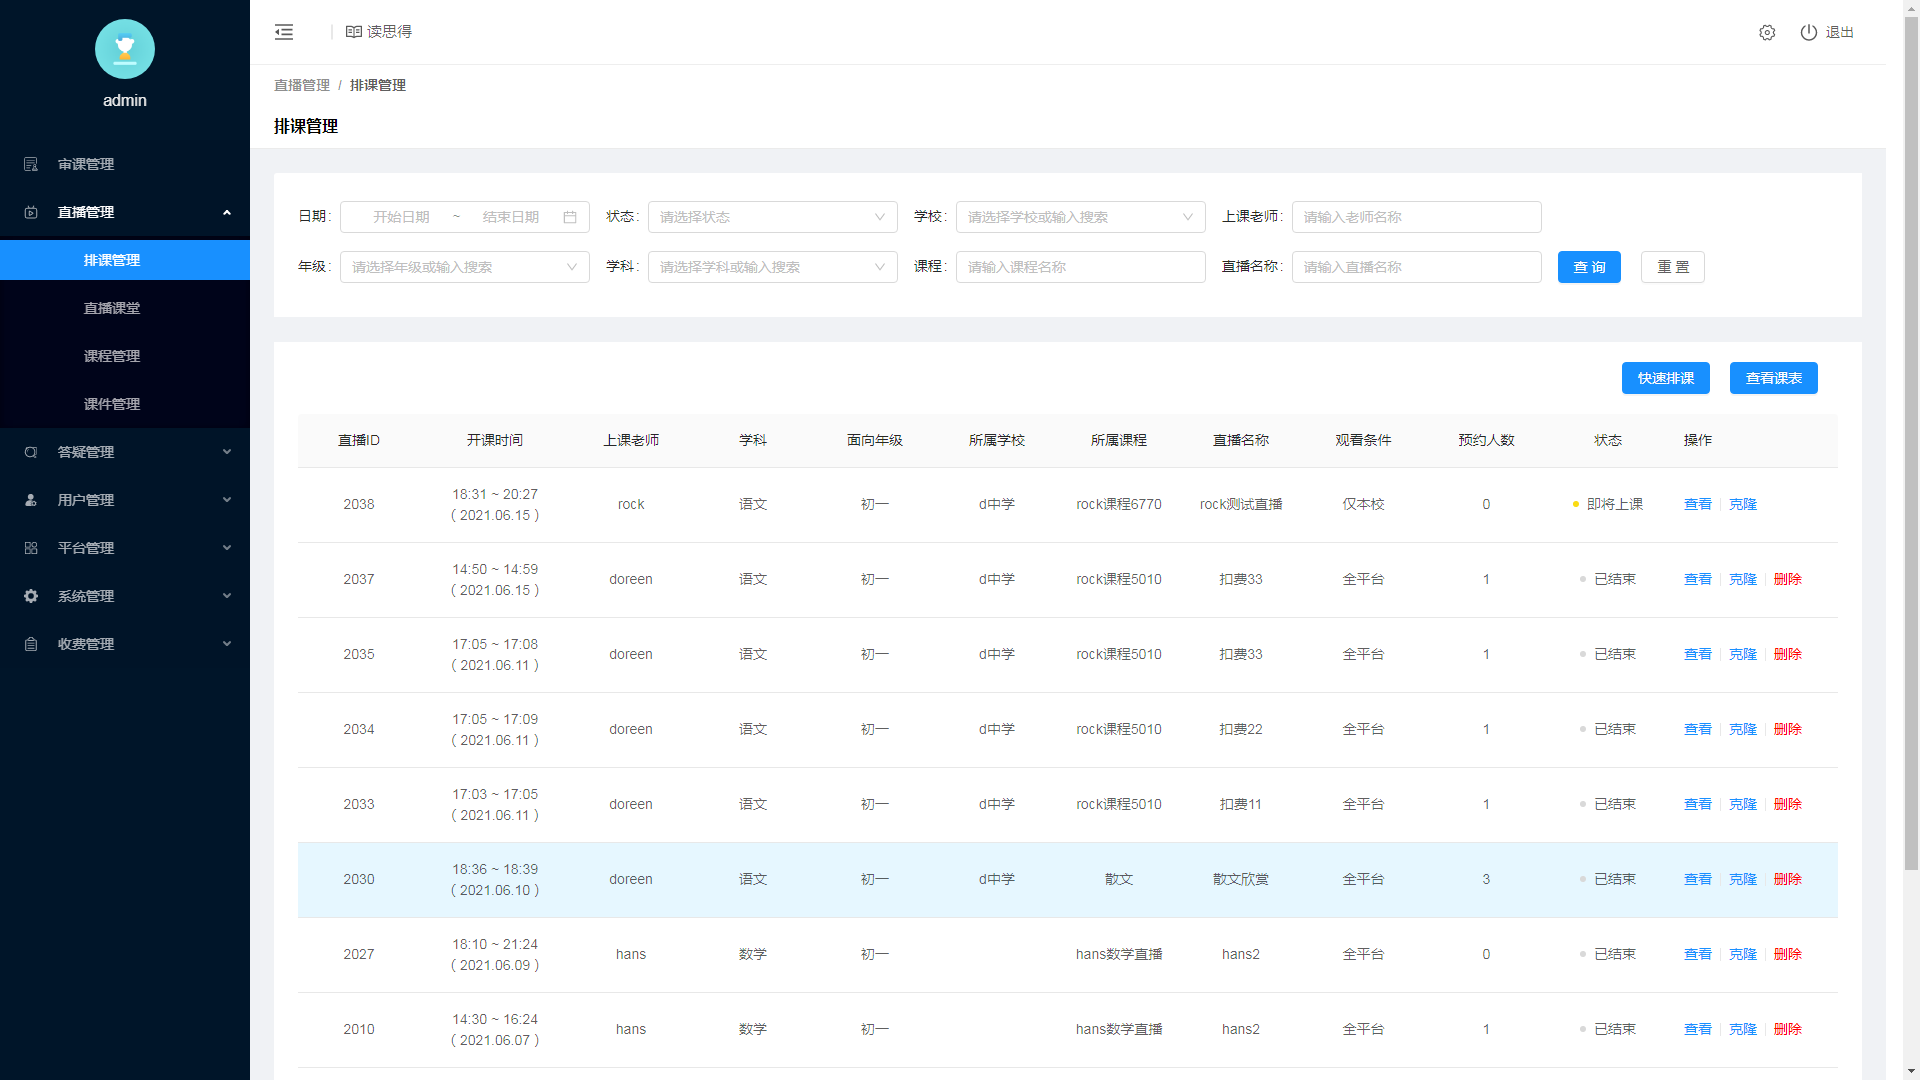 admin
审课管理
直播管理
排课管理
直播课堂
课程管理
课件管理
答疑管理
用户管理
平台管理
系统管理
收费管理
读思得
退出
直播管理 / 排课管理
排课管理
日期: 开始日期 ~ 结束日期 状态: 请选择状态 学校: 请选择学校或输入搜索 上课老师: 请输入老师名称
年级: 请选择年级或输入搜索 学科: 请选择学科或输入搜索 课程: 请输入课程名称 直播名称: 请输入直播名称 查 询 重 置
快速排课 查看课表
直播ID 开课时间 上课老师 学科 面向年级 所属学校 所属课程 直播名称 观看条件 预约人数 状态 操作
2038 18:31 ~ 20:27 ( 2021.06.15 ) rock 语文 初一 d中学 rock课程6770 rock测试直播 仅本校 0 即将上课 查看 克隆
2037 14:50 ~ 14:59 ( 2021.06.15 ) doreen 语文 初一 d中学 rock课程5010 扣费33 全平台 1 已结束 查看 克隆 删除
2035 17:05 ~ 17:08 ( 2021.06.11 ) doreen 语文 初一 d中学 rock课程5010 扣费33 全平台 1 已结束 查看 克隆 删除
2034 17:05 ~ 17:09 ( 2021.06.11 ) doreen 语文 初一 d中学 rock课程5010 扣费22 全平台 1 已结束 查看 克隆 删除
2033 17:03 ~ 17:05 ( 2021.06.11 ) doreen 语文 初一 d中学 rock课程5010 扣费11 全平台 1 已结束 查看 克隆 删除
2030 18:36 ~ 18:39 ( 2021.06.10 ) doreen 语文 初一 d中学 散文 散文欣赏 全平台 3 已结束 查看 克隆 删除
2027 18:10 ~ 21:24 ( 2021.06.09 ) hans 数学 初一 hans数学直播 hans2 全平台 0 已结束 查看 克隆 删除
2010 14:30 ~ 16:24 ( 2021.06.07 ) hans 数学 初一 hans数学直播 hans2 全平台 1 已结束 查看 克隆 删除